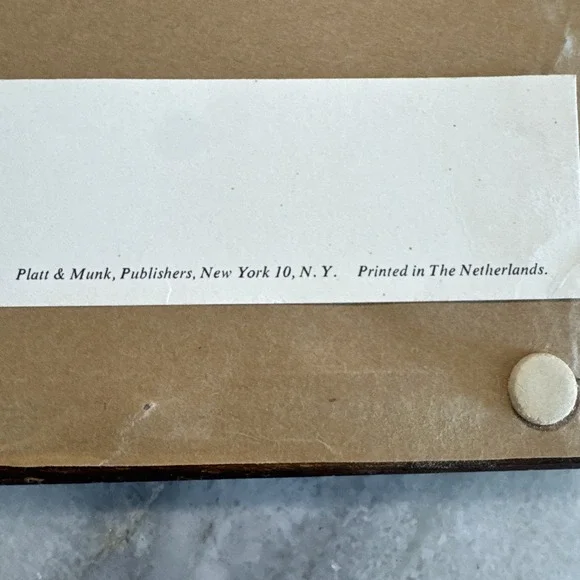 Platt & Munk, Publishers, New York 10, N. Y. Printed in The Netherlands.